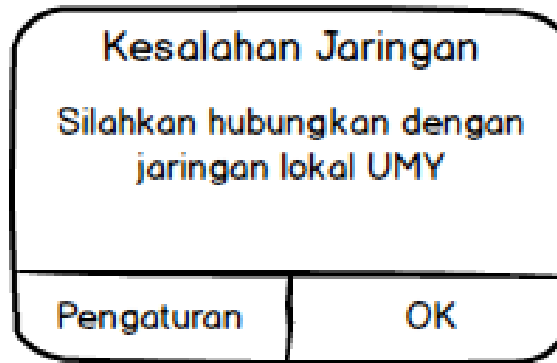 Kesalahan Jaringan
Silahkan hubungkan dengan
jaringan lokal UMY
Pengaturan
OK